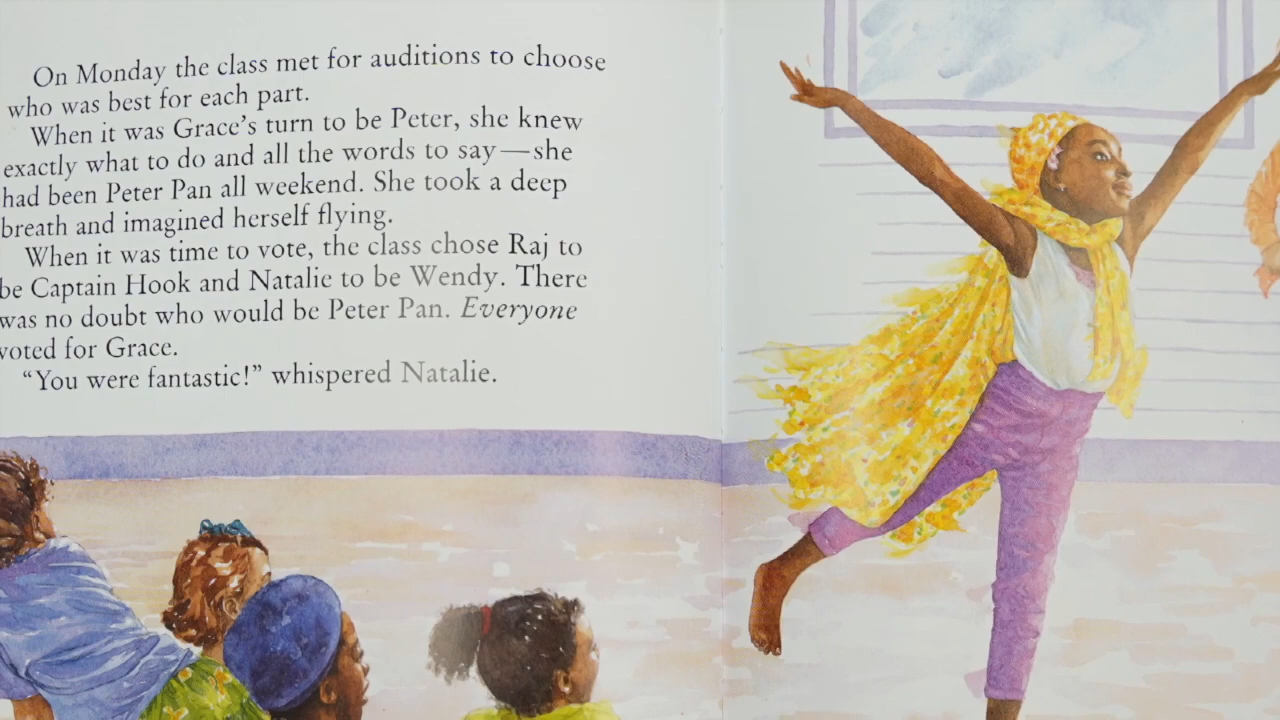 On Monday the class met for auditions to choose
who was best for each part.
When it was Grace's turn to be Peter, she knew
exactly what to do and all the words to say—she
had been Peter Pan all weekend. She took a deep
breath and imagined herself flying.
When it was time to vote, the class chose Raj to
be Captain Hook and Natalie to be Wendy. There
was no doubt who would be Peter Pan. Everyone
voted for Grace.
“You were fantastic!” whispered Natalie.